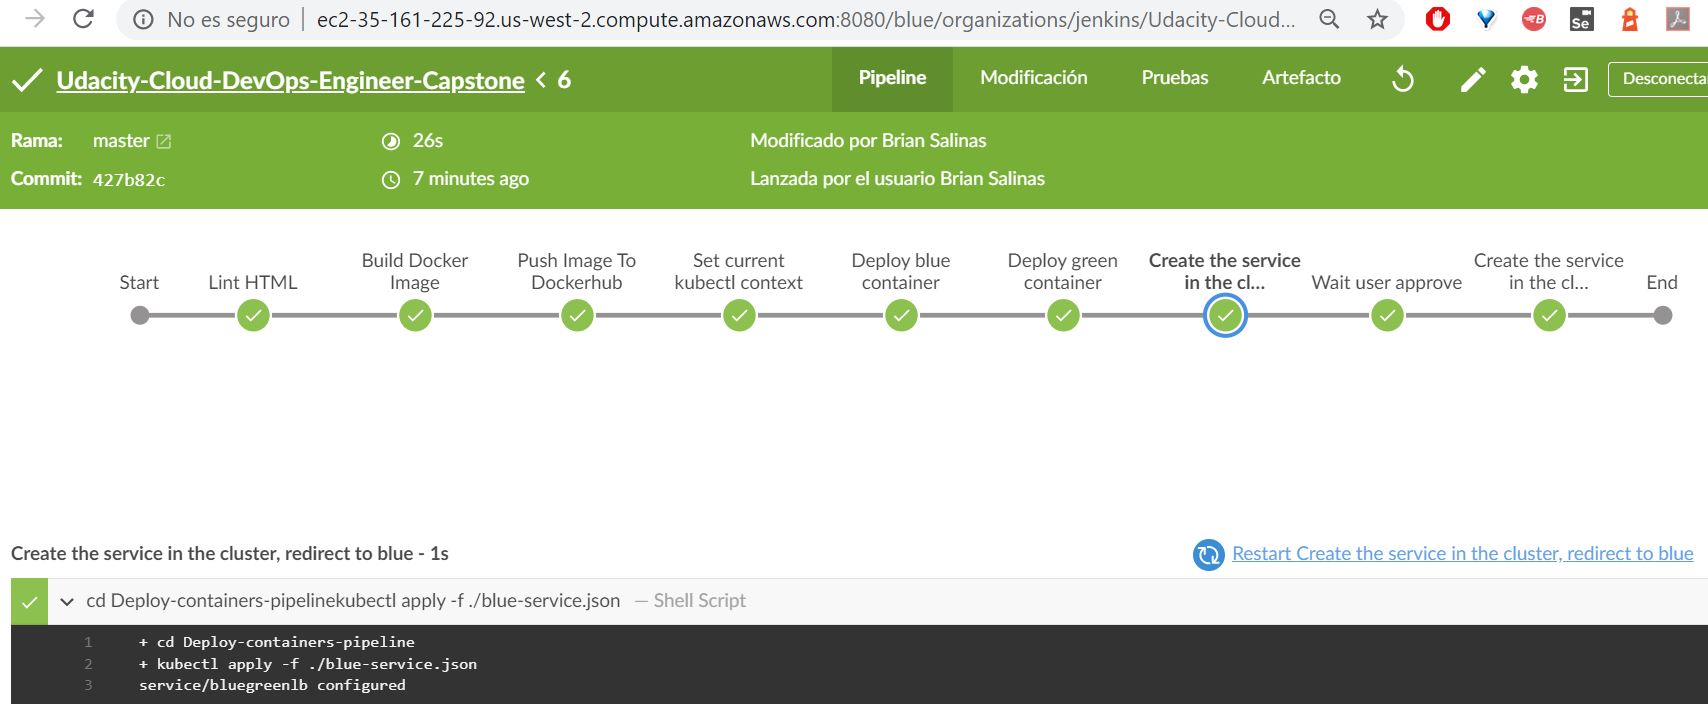 No es seguro | ec2-35-161-225-92.us-west-2.compute.amazonaws.com:8080/blue/organizations/jenkins/Udacity-Cloud...
Udacity-Cloud-DevOps-Engineer-Capstone < 6
Pipeline Modificación Pruebas Artefacto Desconecta
Rama: master 26s Modificado por Brian Salinas
Commit: 427b82c 7 minutes ago Lanzada por el usuario Brian Salinas
Start
Lint HTML
Build Docker
Image
Push Image To
Dockerhub
Set current
kubectl context
Deploy blue
container
Deploy green
container
Create the service
in the cl...
Wait user approve
Create the service
in the cl...
End
Create the service in the cluster, redirect to blue - 1s
Restart Create the service in the cluster, redirect to blue
cd Deploy-containers-pipelinekubectl apply -f ./blue-service.json — Shell Script
1 + cd Deploy-containers-pipeline
2 + kubectl apply -f ./blue-service.json
3 service/bluegreenlb configured